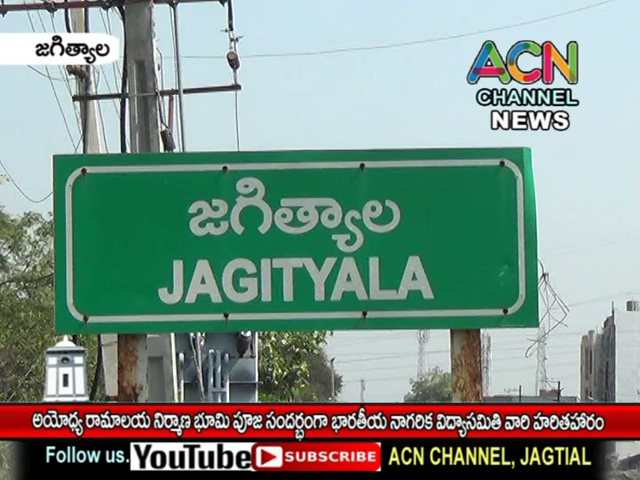 జగిత్యాల
ACN
CHANNEL
NEWS
జగిత్యాల
JAGITYALA
అయోధ్య రామాలయ నిర్మాణ భూమి పూజ సందర్భంగా భారతీయ నాగరిక విద్యాసమితి వారి హరితహారం
Follow us. YouTube SUBSCRIBE ACN CHANNEL, JAGTIAL